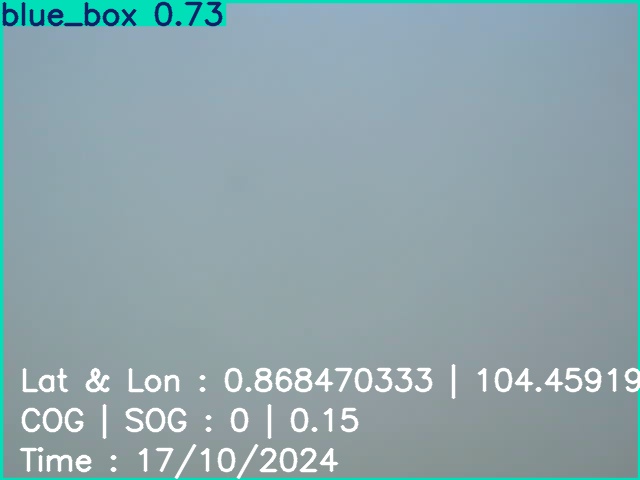 blue_box 0.73
Lat & Lon : 0.868470333 | 104.45919
COG | SOG : 0 | 0.15
Time : 17/10/2024